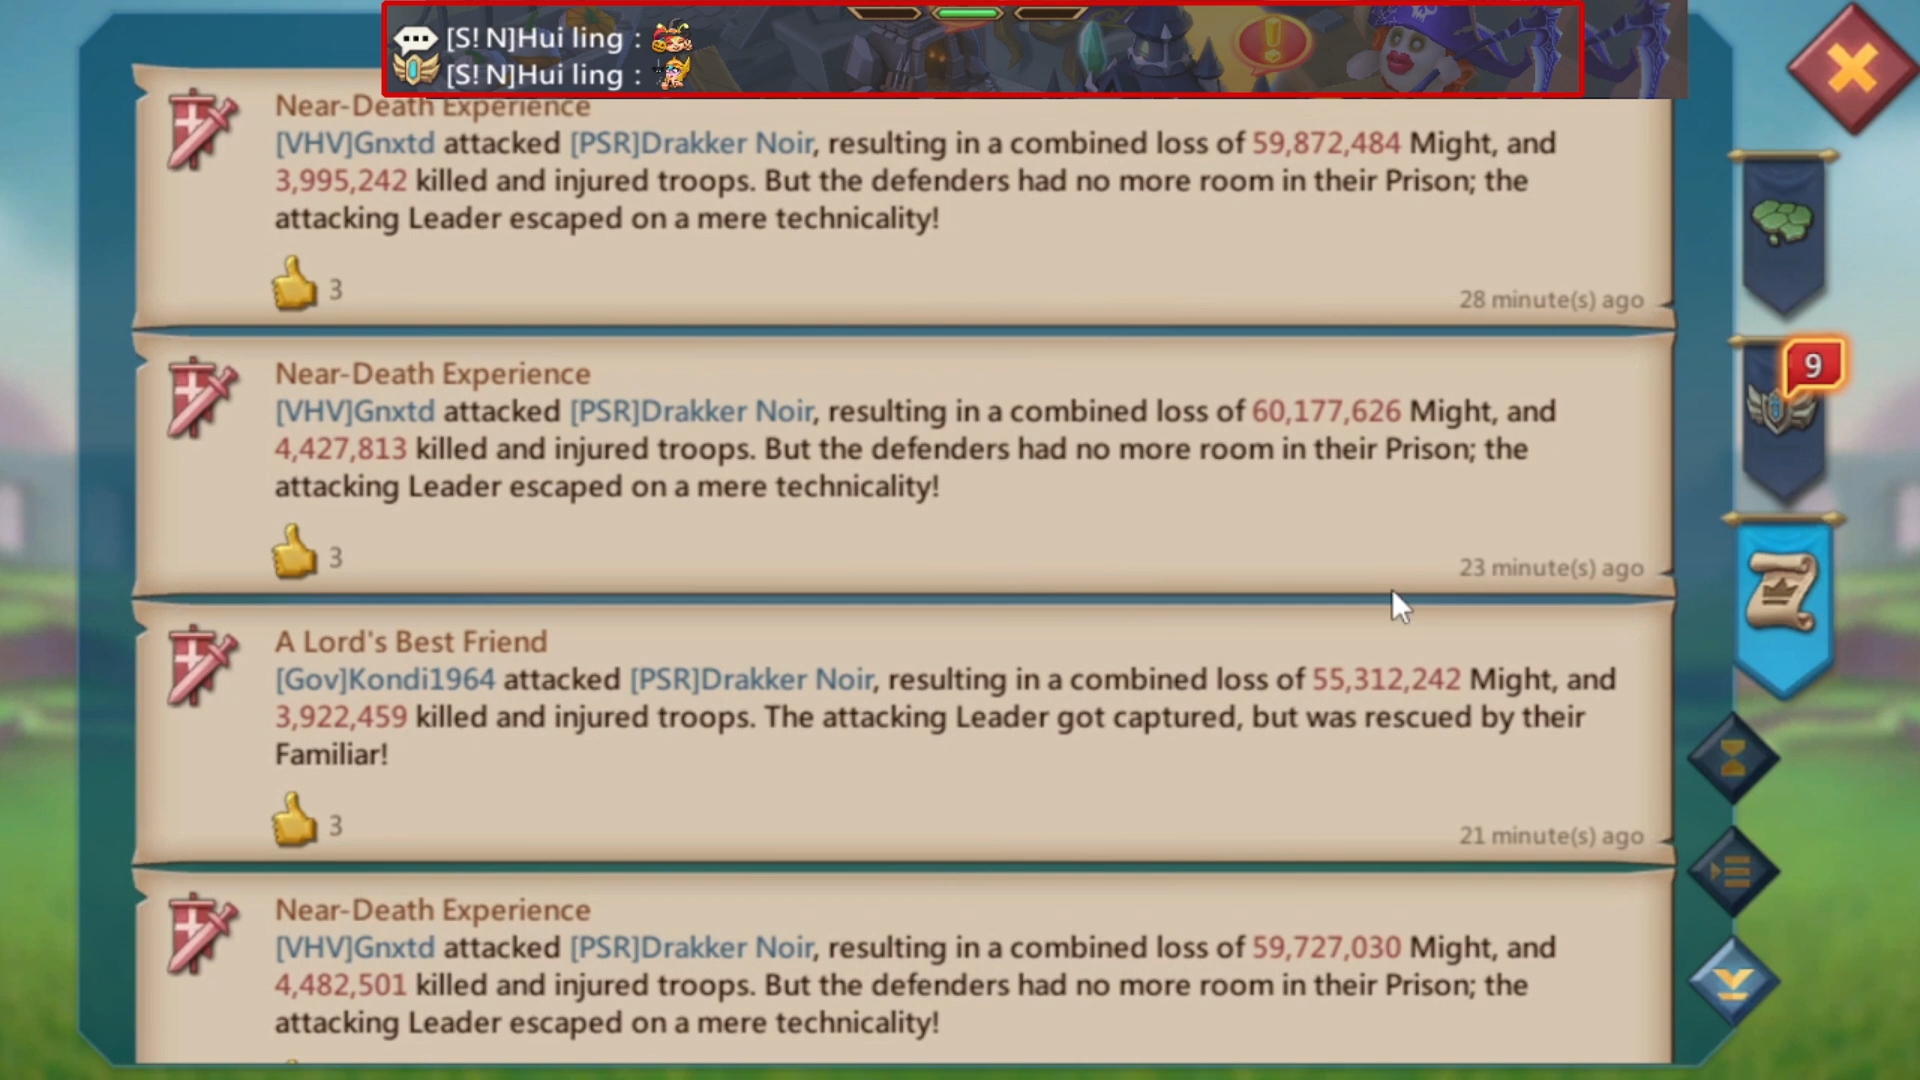 [S! N]Hui ling :
[S! N]Hui ling :
Near-Death Experience
[VHV]Gnxtd attacked [PSR]Drakker Noir, resulting in a combined loss of 59,872,484 Might, and
3,995,242 killed and injured troops. But the defenders had no more room in their Prison; the
attacking Leader escaped on a mere technicality!
3
28 minute(s) ago
Near-Death Experience
[VHV]Gnxtd attacked [PSR]Drakker Noir, resulting in a combined loss of 60,177,626 Might, and
4,427,813 killed and injured troops. But the defenders had no more room in their Prison; the
attacking Leader escaped on a mere technicality!
3
23 minute(s) ago
A Lord's Best Friend
[Gov]Kondi1964 attacked [PSR]Drakker Noir, resulting in a combined loss of 55,312,242 Might, and
3,922,459 killed and injured troops. The attacking Leader got captured, but was rescued by their
Familiar!
3
21 minute(s) ago
Near-Death Experience
[VHV]Gnxtd attacked [PSR]Drakker Noir, resulting in a combined loss of 59,727,030 Might, and
4,482,501 killed and injured troops. But the defenders had no more room in their Prison; the
attacking Leader escaped on a mere technicality!
9